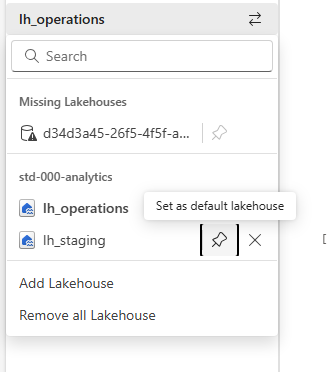 lh_operations
Search
Missing Lakehouses
d34d3a45-26f5-4f5f-a...
std-000-analytics
lh_operations
Set as default lakehouse
lh_staging
Add Lakehouse
Remove all Lakehouse